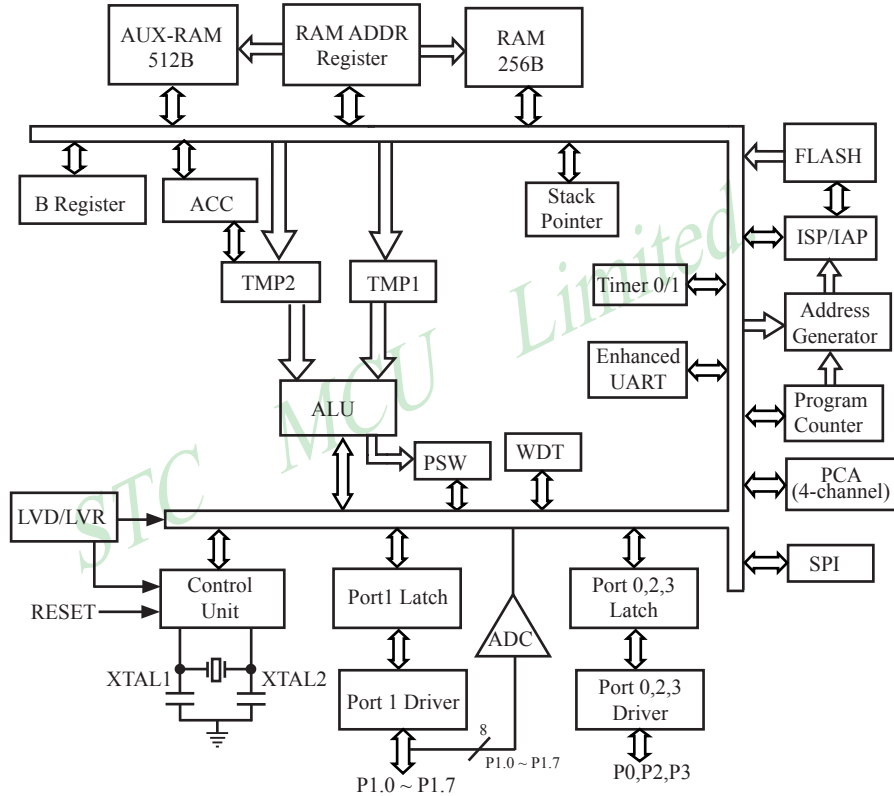 AUX-RAM
512B
RAM ADDR
Register
RAM
256B
FLASH
B Register
ACC
Stack
Pointer
ISP/IAP
TMP2
TMP1
Timer 0/1
Address
Generator
Enhanced
UART
ALU
Program
Counter
PSW
WDT
PCA
(4-channel)
LVD/LVR
SPI
Control
Unit
Port1 Latch
Port 0,2,3
Latch
RESET
ADC
XTAL1
XTAL2
Port 1 Driver
Port 0,2,3
Driver
8
P1.0 ~ P1.7
P1.0 ~ P1.7
P0,P2,P3
STC MCU Limited